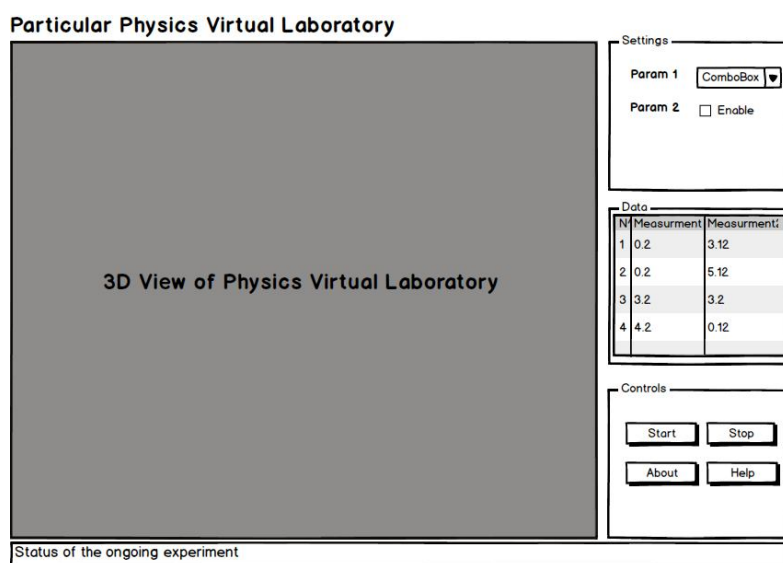 Particular Physics Virtual Laboratory
Settings
Param 1 ComboBox
Param 2 Enable
3D View of Physics Virtual Laboratory
Data
N Measurment Measurment
1 0.2 3.12
2 0.2 5.12
3 3.2 3.2
4 4.2 0.12
Controls
Start Stop
About Help
Status of the ongoing experiment